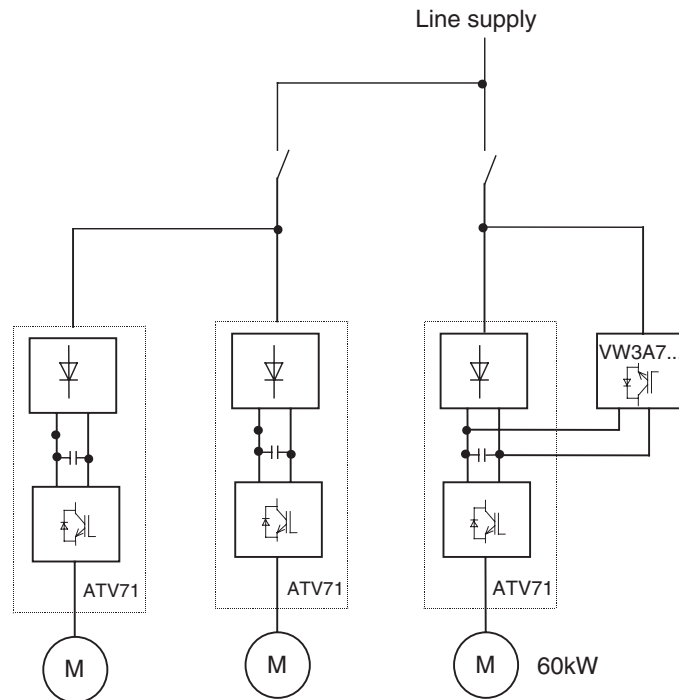 Line supply
VW3A7...
ATV71
ATV71
ATV71
M
M
M
60kW